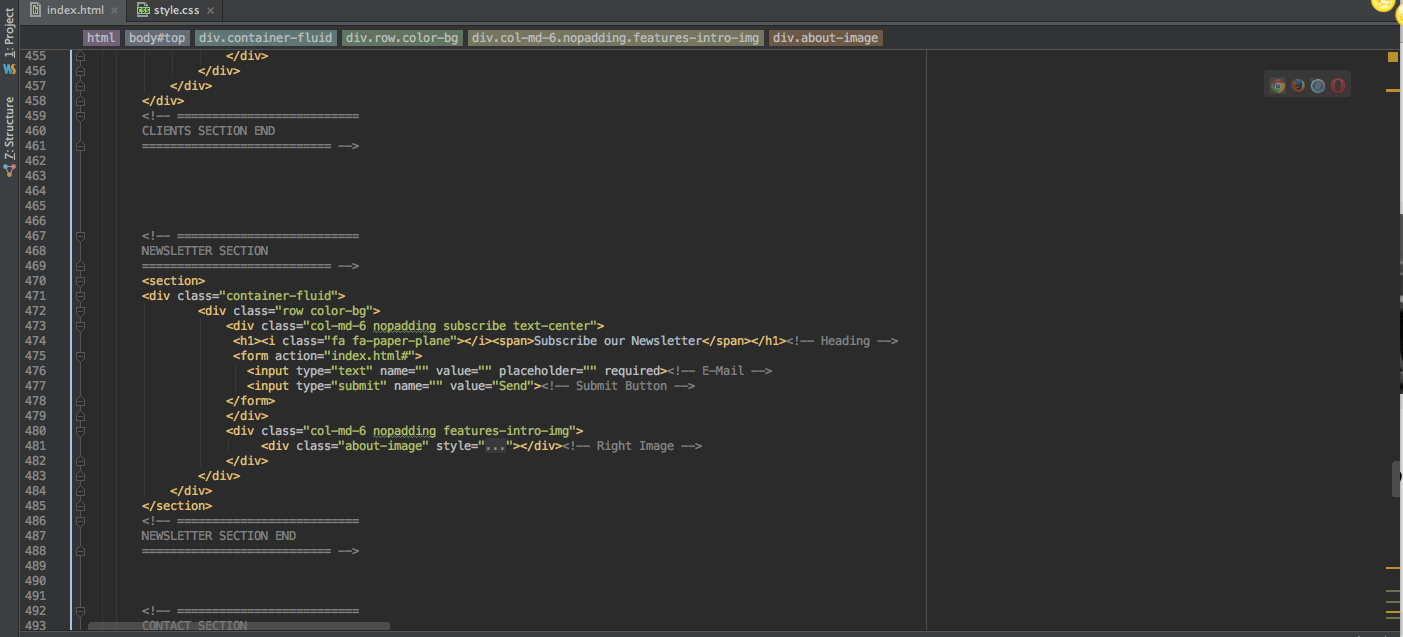 index.html
style.css
1: Project
Z: Structure
html body#top div.container-fluid div.row.color-bg div.col-md-6.nopadding.features-intro-img div.about-image
455 </div>
456 </div>
457 </div>
458 </div>
459 <!-- ==========================
460 CLIENTS SECTION END
461 =========================== -->
462
463
464
465
466
467 <!-- ==========================
468 NEWSLETTER SECTION
469 =========================== -->
470 <section>
471 <div class="container-fluid">
472 <div class="row color-bg">
473 <div class="col-md-6 nopadding subscribe text-center">
474 <h1><i class="fa fa-paper-plane"></i><span>Subscribe our Newsletter</span></h1><!-- Heading -->
475 <form action="index.html#">
476 <input type="text" name="" value="" placeholder="" required><!-- E-Mail -->
477 <input type="submit" name="" value="Send"><!-- Submit Button -->
478 </form>
479 </div>
480 <div class="col-md-6 nopadding features-intro-img">
481 <div class="about-image" style="..."></div><!-- Right Image -->
482 </div>
483 </div>
484 </div>
485 </section>
486 <!-- ==========================
487 NEWSLETTER SECTION END
488 =========================== -->
489
490
491
492 <!-- ==========================
493 CONTACT SECTION